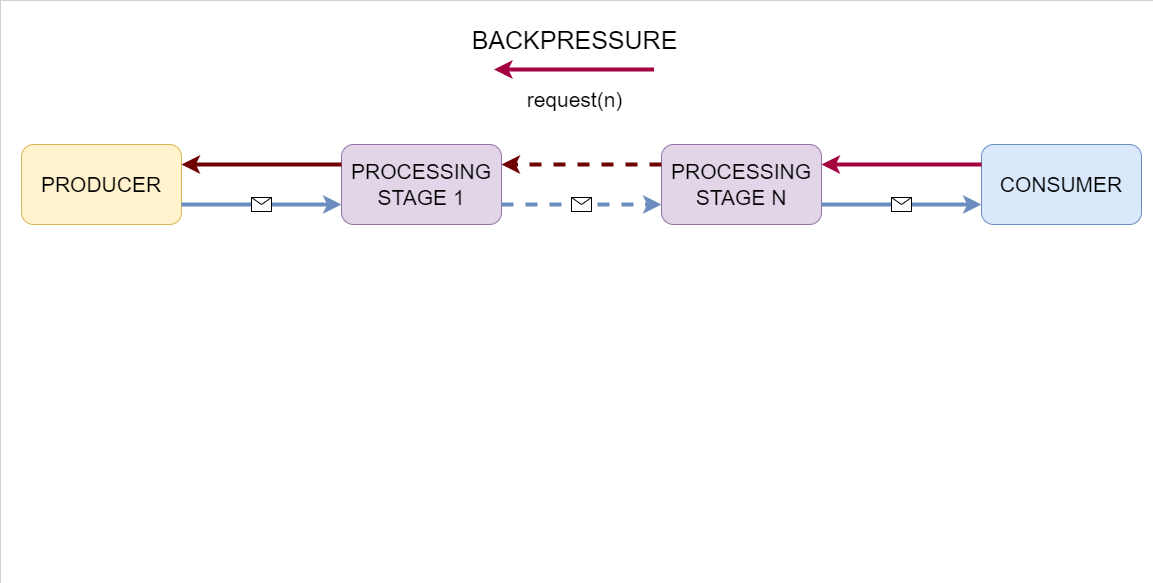 BACKPRESSURE
request(n)
PRODUCER
PROCESSING
STAGE 1
PROCESSING
STAGE N
CONSUMER